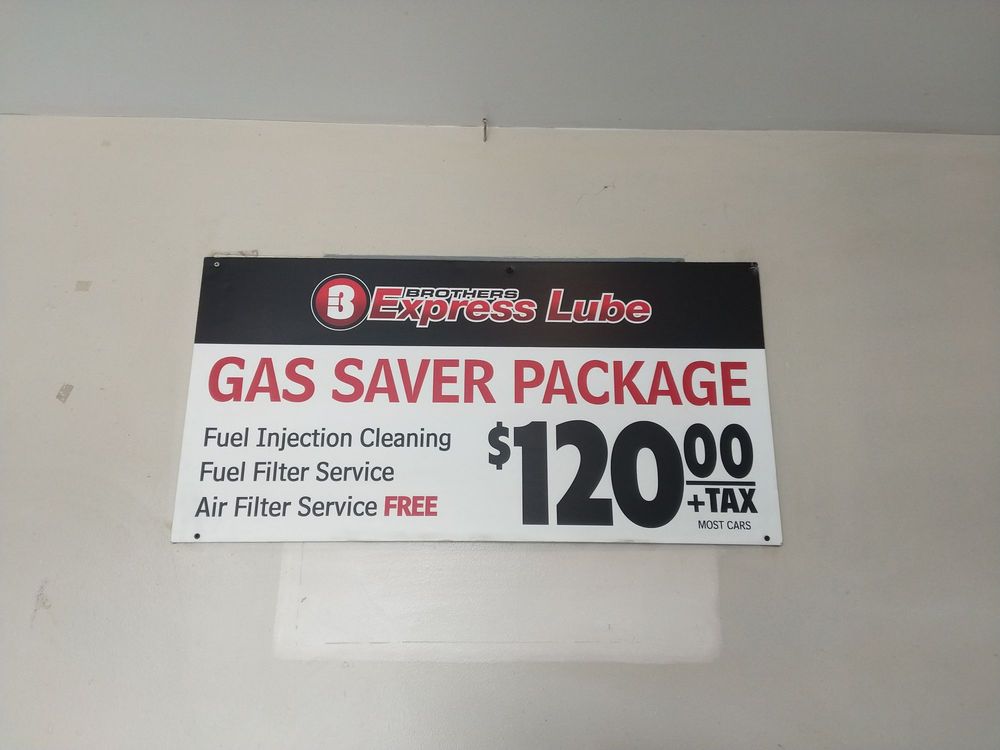 3 BROTHERS
Express Lube
GAS SAVER PACKAGE
Fuel Injection Cleaning
Fuel Filter Service
Air Filter Service FREE
$120.00
+TAX
MOST CARS